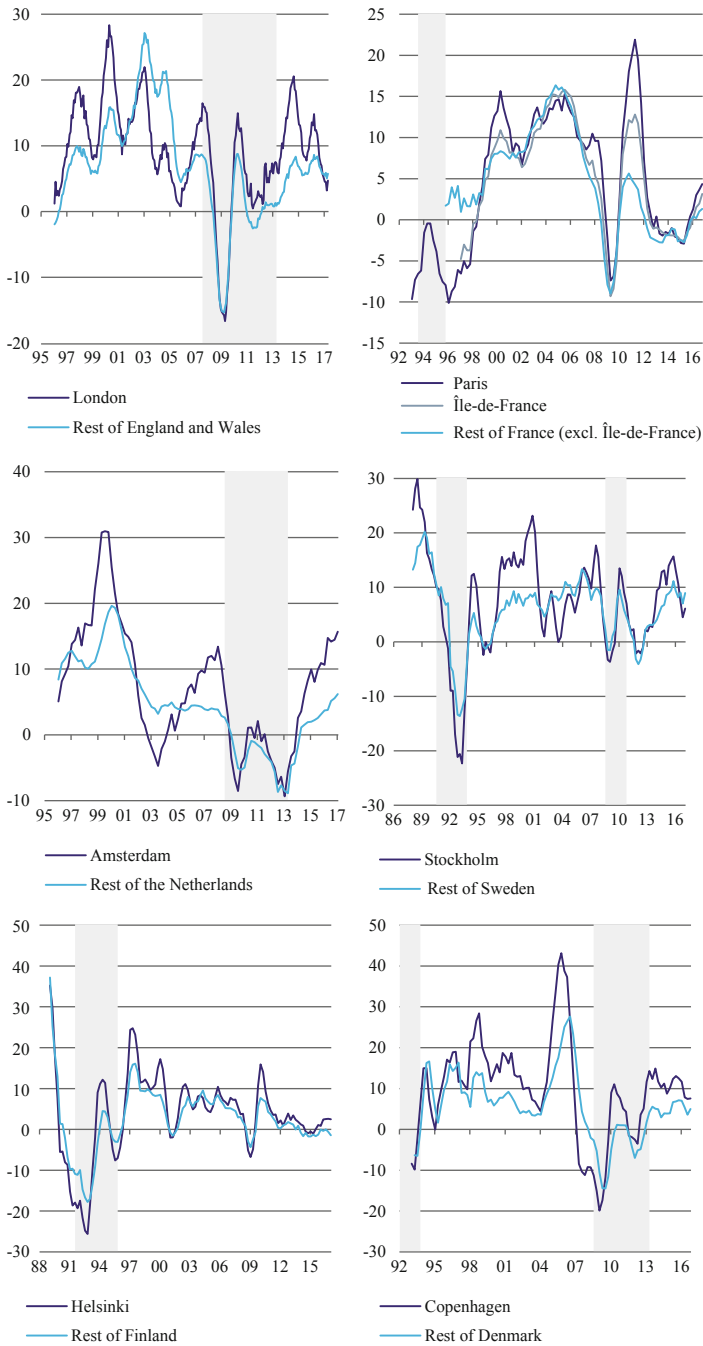 30
20
10
0
-10
-20
95 97 99 01 03 05 07 09 11 13 15 17
London
Rest of England and Wales
25
20
15
10
5
0
-5
-10
-15
92 94 96 98 00 02 04 06 08 10 12 14 16
Paris
Île-de-France
Rest of France (excl. Île-de-France)
40
30
20
10
0
-10
95 97 99 01 03 05 07 09 11 13 15 17
Amsterdam
Rest of the Netherlands
30
20
10
0
-10
-20
-30
86 89 92 95 98 01 04 07 10 13 16
Stockholm
Rest of Sweden
50
40
30
20
10
0
-10
-20
-30
88 91 94 97 00 03 06 09 12 15
Helsinki
Rest of Finland
50
40
30
20
10
0
-10
-20
-30
92 95 98 01 04 07 10 13 16
Copenhagen
Rest of Denmark